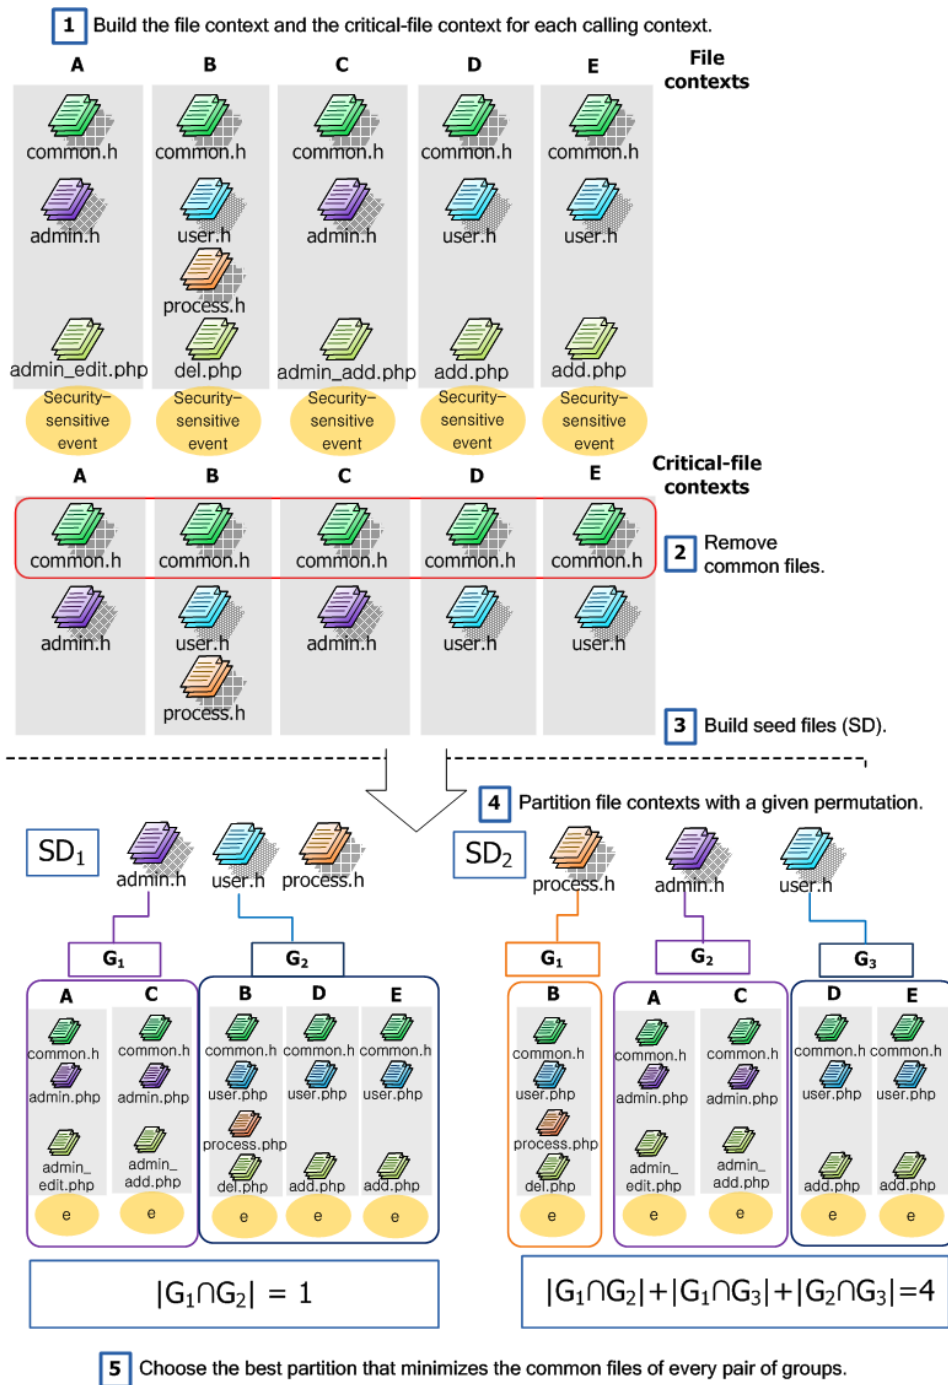 1 Build the file context and the critical-file context for each calling context.
A B C D E File
contexts
common.h common.h common.h common.h common.h
admin.h user.h admin.h user.h user.h
process.h
admin_edit.php del.php admin_add.php add.php add.php
Security- Security- Security- Security- Security-
sensitive sensitive sensitive sensitive sensitive
event event event event event
A B C D E Critical-file
contexts
common.h common.h common.h common.h common.h
2 Remove
common files.
admin.h user.h admin.h user.h user.h
process.h
3 Build seed files (SD).
4 Partition file contexts with a given permutation.
SD1 admin.h user.h process.h
SD2 process.h admin.h user.h
G1 G2 G1 G2 G3
A C B D E B A C D E
common.h common.h common.h common.h common.h common.h common.h common.h common.h common.h
admin.php admin.php user.php user.php user.php user.php admin.php admin.php user.php user.php
process.php process.php
admin_
edit.php admin_
add.php del.php add.php add.php del.php admin_
edit.php admin_
add.php add.php add.php
e e e e e e e e e e
|G1∩G2| = 1
|G1∩G2|+|G1∩G3|+|G2∩G3|=4
5 Choose the best partition that minimizes the common files of every pair of groups.